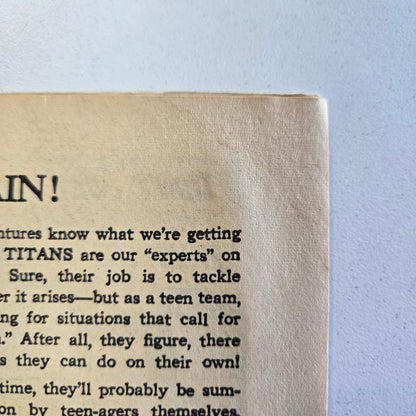 AIN!
ntures know what we're getting
TITANS are our "experts" on
Sure, their job is to tackle
er it arises—but as a teen team,
ng for situations that call for
." After all, they figure, there
s they can do on their own!
time, they'll probably be sum-
on by teen-agers themselves.